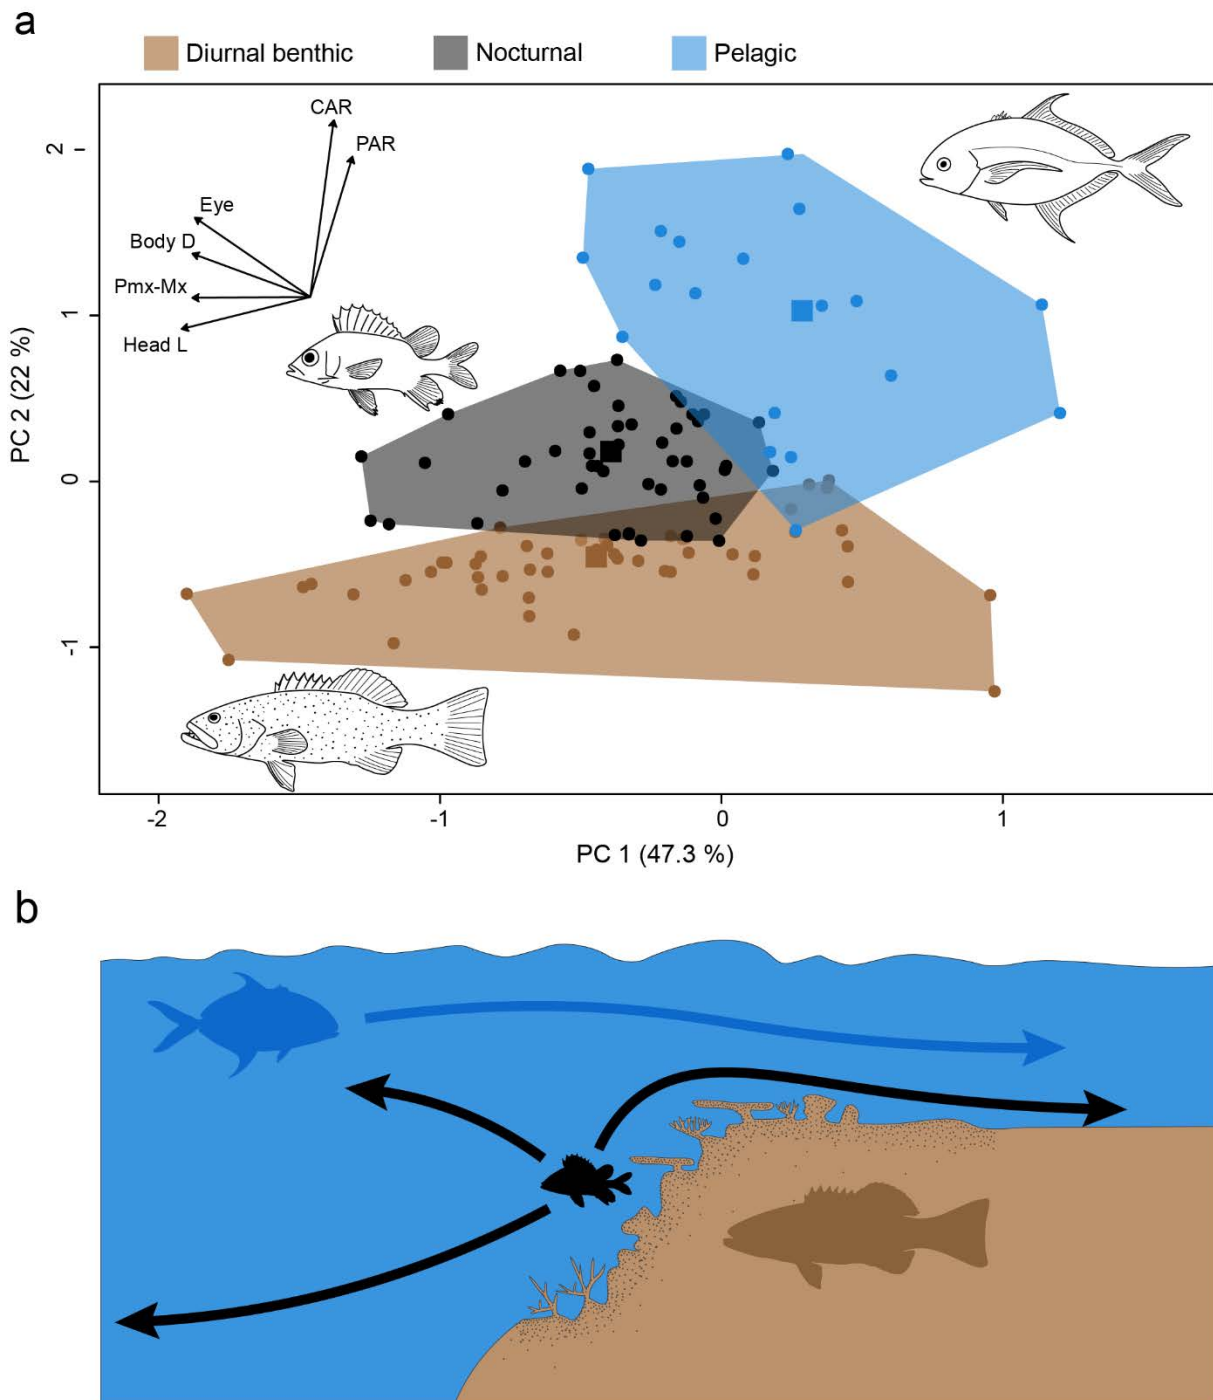 a
Diurnal benthic
Nocturnal
Pelagic
CAR
PAR
Eye
Body D
Pmx-Mx
Head L
PC 2 (22 %)
2
1
0
-1
-2
-1
0
1
PC 1 (47.3 %)
b